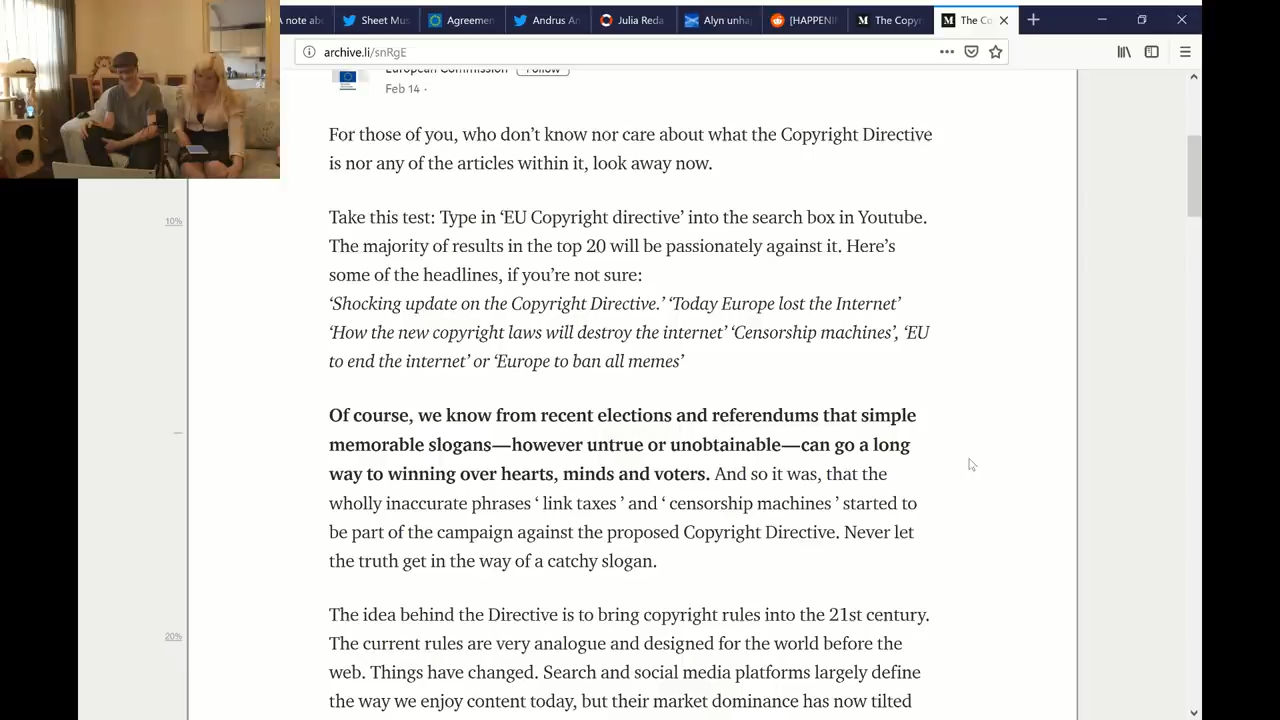 A note abo
Sheet Mus
Agreemen
Andrus An
Julia Reda
Alyn unha
[HAPPENIN
The Copyr
The Co
archive.li/snRgE
European Commission Follow
Feb 14 ·
For those of you, who don’t know nor care about what the Copyright Directive
is nor any of the articles within it, look away now.
10%
Take this test: Type in ‘EU Copyright directive’ into the search box in Youtube.
The majority of results in the top 20 will be passionately against it. Here’s
some of the headlines, if you’re not sure:
‘Shocking update on the Copyright Directive.’ ‘Today Europe lost the Internet’
‘How the new copyright laws will destroy the internet’ ‘Censorship machines’, ‘EU
to end the internet’ or ‘Europe to ban all memes’
Of course, we know from recent elections and referendums that simple
memorable slogans—however untrue or unobtainable—can go a long
way to winning over hearts, minds and voters. And so it was, that the
wholly inaccurate phrases ‘ link taxes ’ and ‘ censorship machines ’ started to
be part of the campaign against the proposed Copyright Directive. Never let
the truth get in the way of a catchy slogan.
20%
The idea behind the Directive is to bring copyright rules into the 21st century.
The current rules are very analogue and designed for the world before the
web. Things have changed. Search and social media platforms largely define
the way we enjoy content today, but their market dominance has now tilted